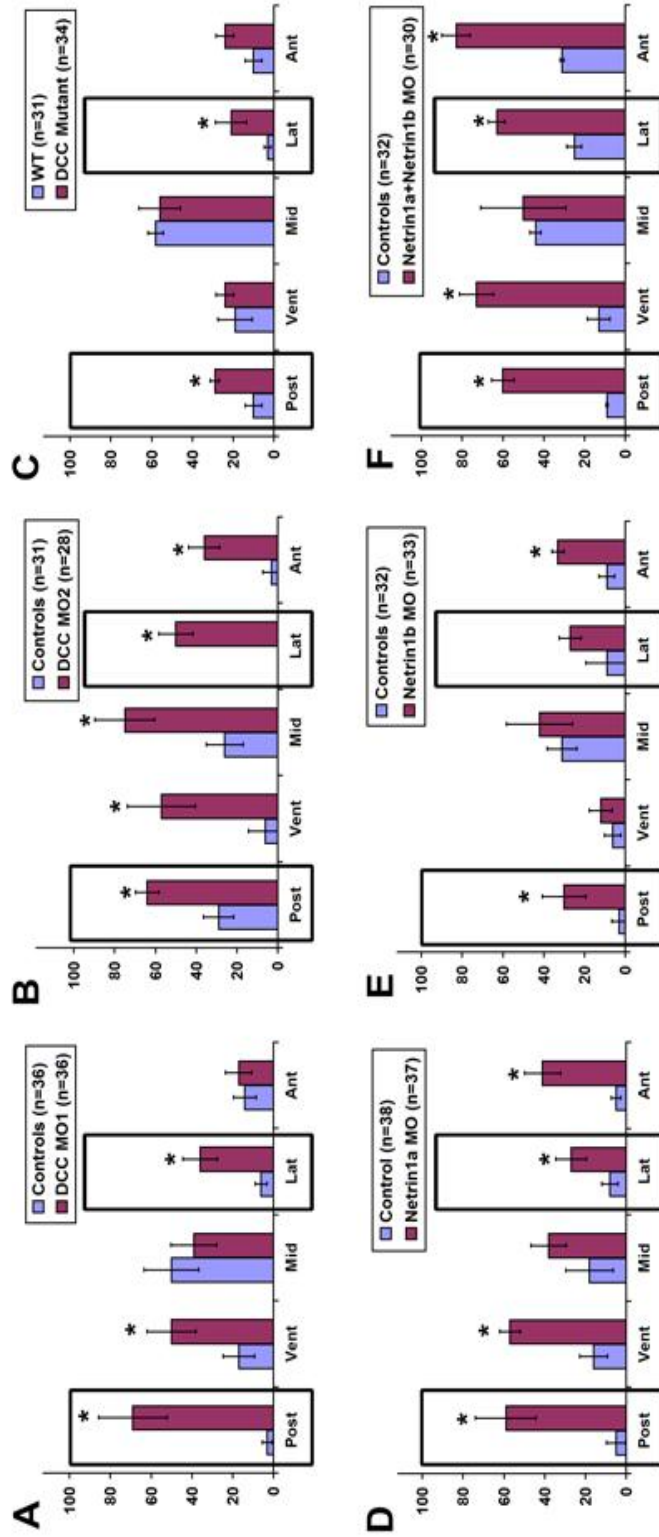 A
Controls (n=36)
DCC MO1 (n=36)
100
80
60
40
20
0
*
*
*
Post
Vent
Mid
Lat
Ant
B
Controls (n=31)
DCC MO2 (n=28)
100
80
60
40
20
0
*
*
*
*
*
Post
Vent
Mid
Lat
Ant
C
WT (n=31)
DCC Mutant (n=34)
100
80
60
40
20
0
*
*
Post
Vent
Mid
Lat
Ant
D
Control (n=38)
Netrin1a MO (n=37)
100
80
60
40
20
0
*
*
*
*
Post
Vent
Mid
Lat
Ant
E
Controls (n=32)
Netrin1b MO (n=33)
100
80
60
40
20
0
*
*
Post
Vent
Mid
Lat
Ant
F
Controls (n=32)
Netrin1a+Netrin1b MO (n=30)
100
80
60
40
20
0
*
*
*
*
Post
Vent
Mid
Lat
Ant